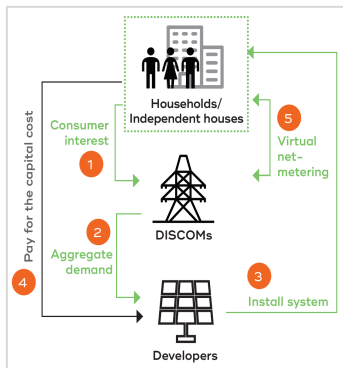 Households/
Independent houses
Consumer
interest
1
5
Virtual
net-
metering
DISCOMs
2
Aggregate
demand
Pay for the capital cost
4
3
Install system
Developers